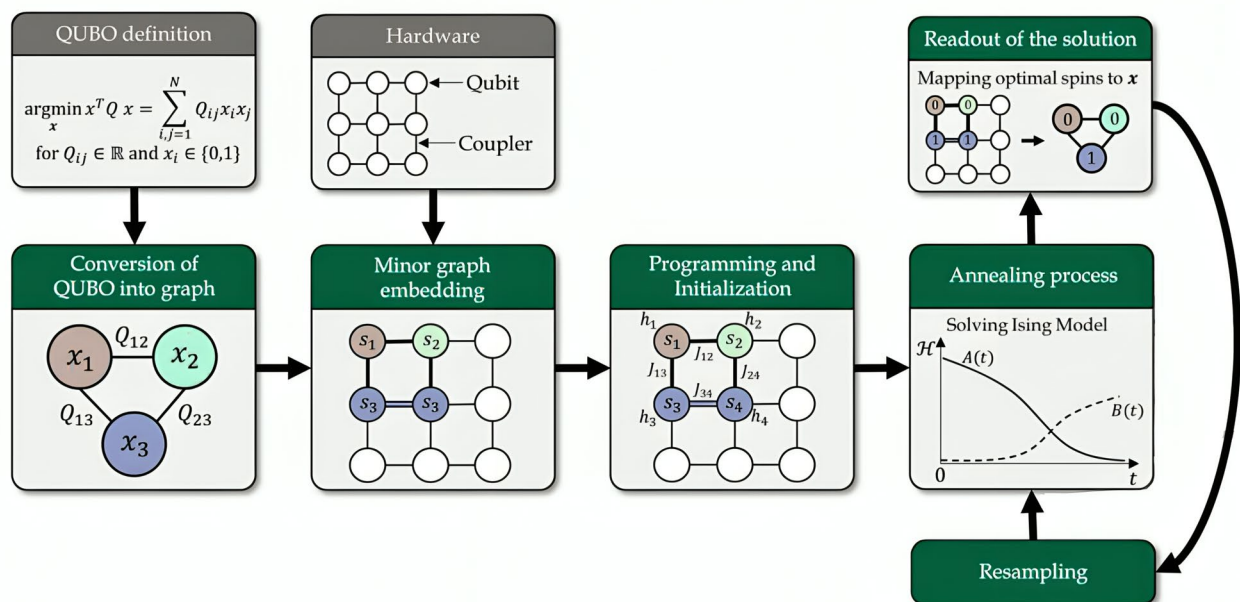 QUBO definition
argmin x^T Q x = ∑ Q_ij x_i x_j
x
N
i,j=1
for Q_ij ∈ ℝ and x_i ∈ {0,1}
Hardware
Qubit
Coupler
Readout of the solution
Mapping optimal spins to x
0 0
1 1
0 0
1
Conversion of
QUBO into graph
x_1 Q_12 x_2
Q_13 Q_23
x_3
Minor graph
embedding
s_1 s_2
s_3 s_3
Programming and
Initialization
h_1 h_2
s_1 s_2
J_12
J_13 J_24
J_34
s_3 s_4
h_3 h_4
Annealing process
Solving Ising Model
ℋ A(t)
B(t)
0 t
Resampling